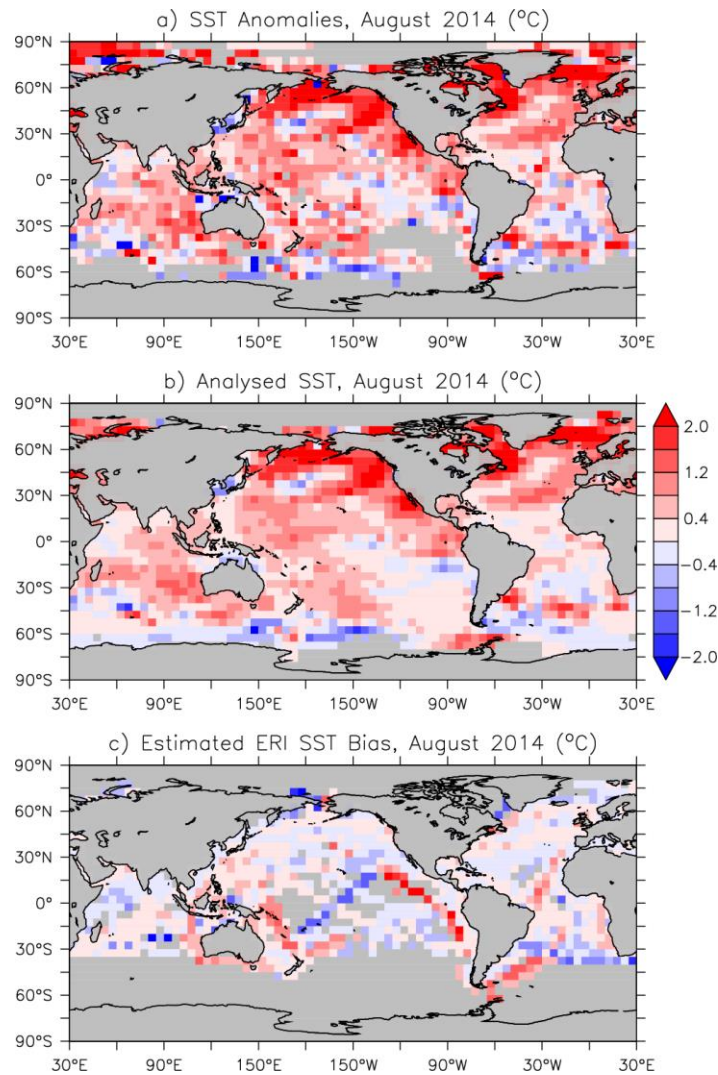 a) SST Anomalies, August 2014 (°C)
90°N
60°N
30°N
0°
30°S
60°S
90°S
30°E 90°E 150°E 150°W 90°W 30°W 30°E
b) Analysed SST, August 2014 (°C)
90°N
60°N
30°N
0°
30°S
60°S
90°S
30°E 90°E 150°E 150°W 90°W 30°W 30°E
2.0
1.2
0.4
-0.4
-1.2
-2.0
c) Estimated ERI SST Bias, August 2014 (°C)
90°N
60°N
30°N
0°
30°S
60°S
90°S
30°E 90°E 150°E 150°W 90°W 30°W 30°E